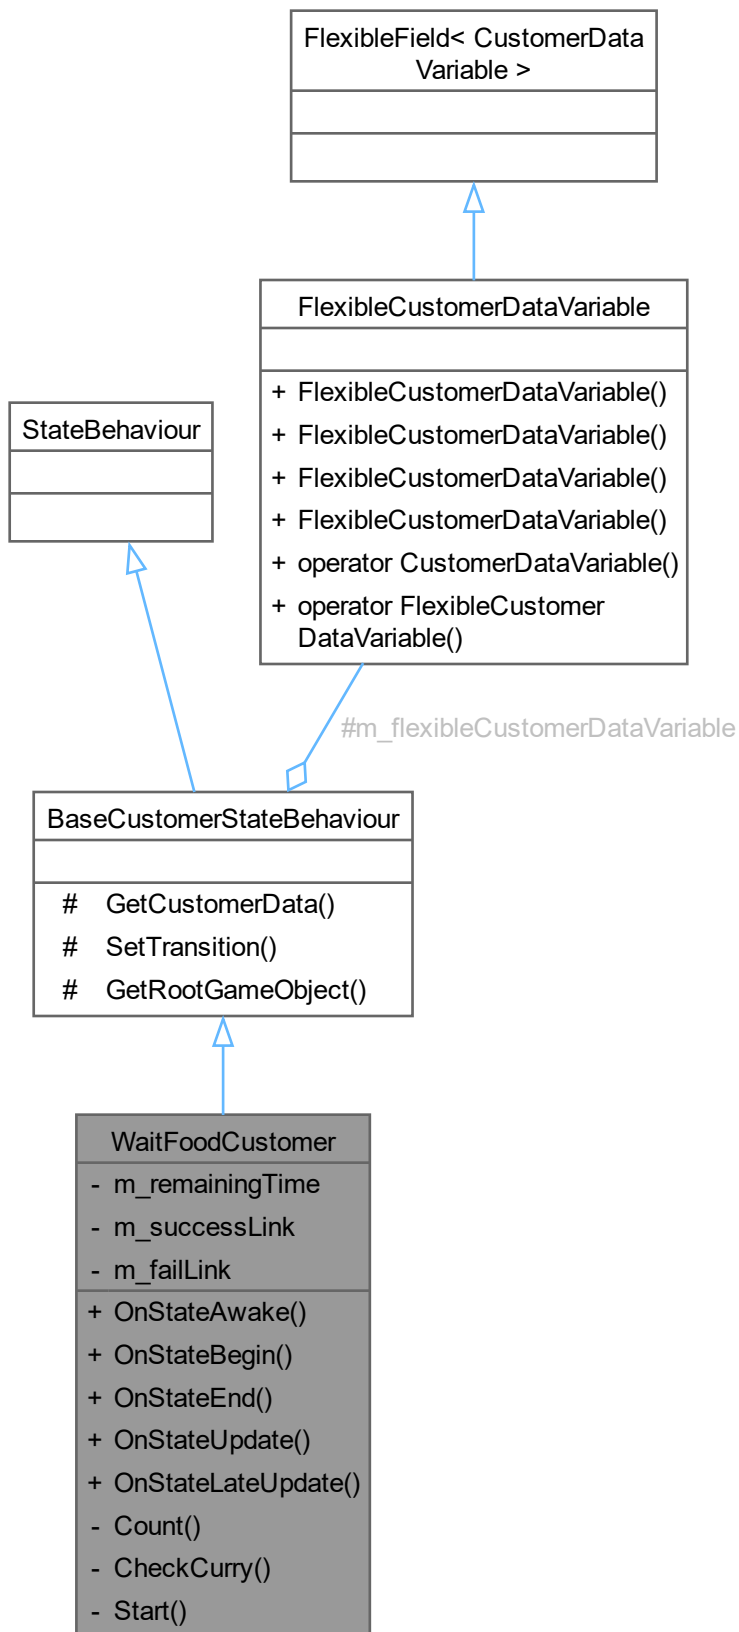 FlexibleField< CustomerData
Variable >
FlexibleCustomerDataVariable
+ FlexibleCustomerDataVariable()
+ FlexibleCustomerDataVariable()
+ FlexibleCustomerDataVariable()
+ FlexibleCustomerDataVariable()
+ operator CustomerDataVariable()
+ operator FlexibleCustomer
DataVariable()
StateBehaviour
#m_flexibleCustomerDataVariable
BaseCustomerStateBehaviour
# GetCustomerData()
# SetTransition()
# GetRootGameObject()
WaitFoodCustomer
- m_remainingTime
- m_successLink
- m_failLink
+ OnStateAwake()
+ OnStateBegin()
+ OnStateEnd()
+ OnStateUpdate()
+ OnStateLateUpdate()
- Count()
- CheckCurry()
- Start()